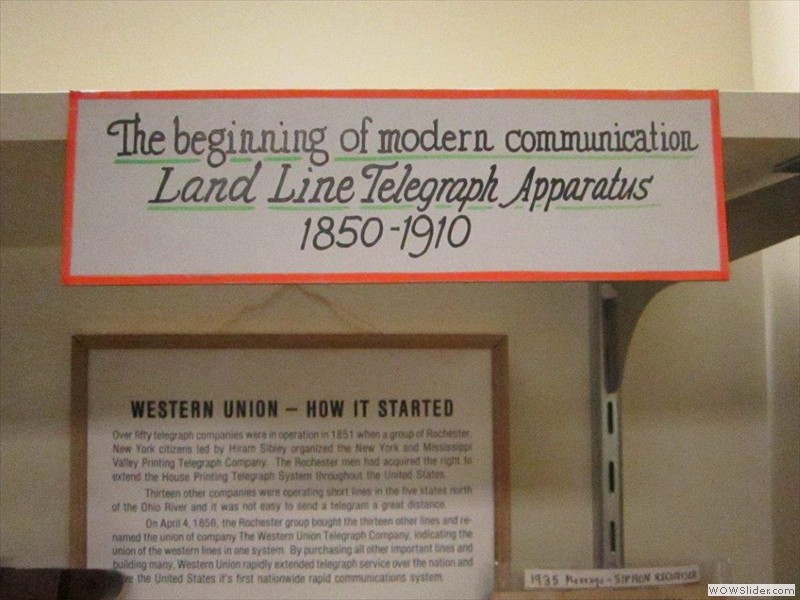 The beginning of modern communication
Land Line Telegraph Apparatus
1850-1910
WESTERN UNION – HOW IT STARTED
Over fifty telegraph companies were in operation in 1851 when a group of Rochester,
New York citizens led by Hiram Sibley organized the New York and Mississippi
Valley Printing Telegraph Company. The Rochester men had acquired the right to
extend the House Printing Telegraph System throughout the United States.
Thirteen other companies were operating short lines in the five states north
of the Ohio River and it was not easy to send a telegram a great distance.
On April 4, 1856, the Rochester group bought the thirteen other lines and re-
named the union of company The Western Union Telegraph Company, indicating the
union of the western lines in one system. By purchasing all other important lines and
building many, Western Union rapidly extended telegraph service over the nation and
the United States it's first nationwide rapid communications system.
1935 Message - SIPHON RECORDER
WOWSlider.com